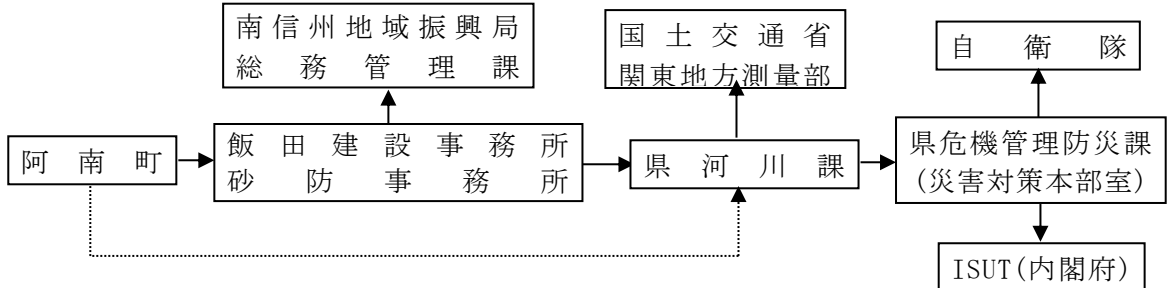 南信州地域振興局
総務管理課
国土交通省
関東地方測量部
自衛隊
阿南町
飯田建設事務所
砂防事務所
県河川課
県危機管理防災課
(災害対策本部室)
ISUT(内閣府)